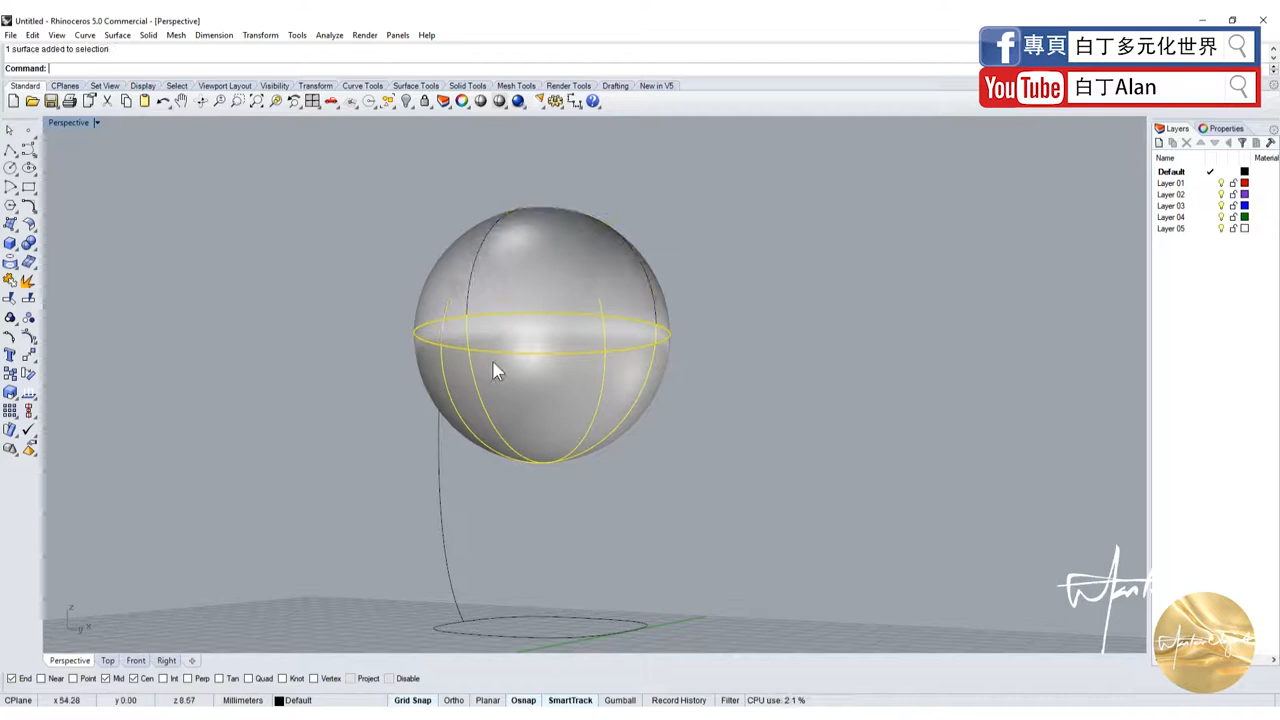 Untitled - Rhinoceros 5.0 Commercial - [Perspective]
File Edit View Curve Surface Solid Mesh Dimension Transform Tools Analyze Render Panels Help
1 surface added to selection
Command:
專頁 白丁多元化世界
You Tube 白丁Alan
Standard CPlanes Set View Display Select Viewport Layout Visibility Transform Curve Tools Surface Tools Solid Tools Mesh Tools Render Tools Drafting New in V5
Perspective
Layers Properties
Name Material
Default
Layer 01
Layer 02
Layer 03
Layer 04
Layer 05
z
y x
Perspective Top Front Right
End Near Point Mid Cen Int Perp Tan Quad Knot Vertex Project Disable
CPlane x 54.28 y 0.00 z 8.67 Millimeters Default Grid Snap Ortho Planar Osnap SmartTrack Gumball Record History Filter CPU use: 2.1 %